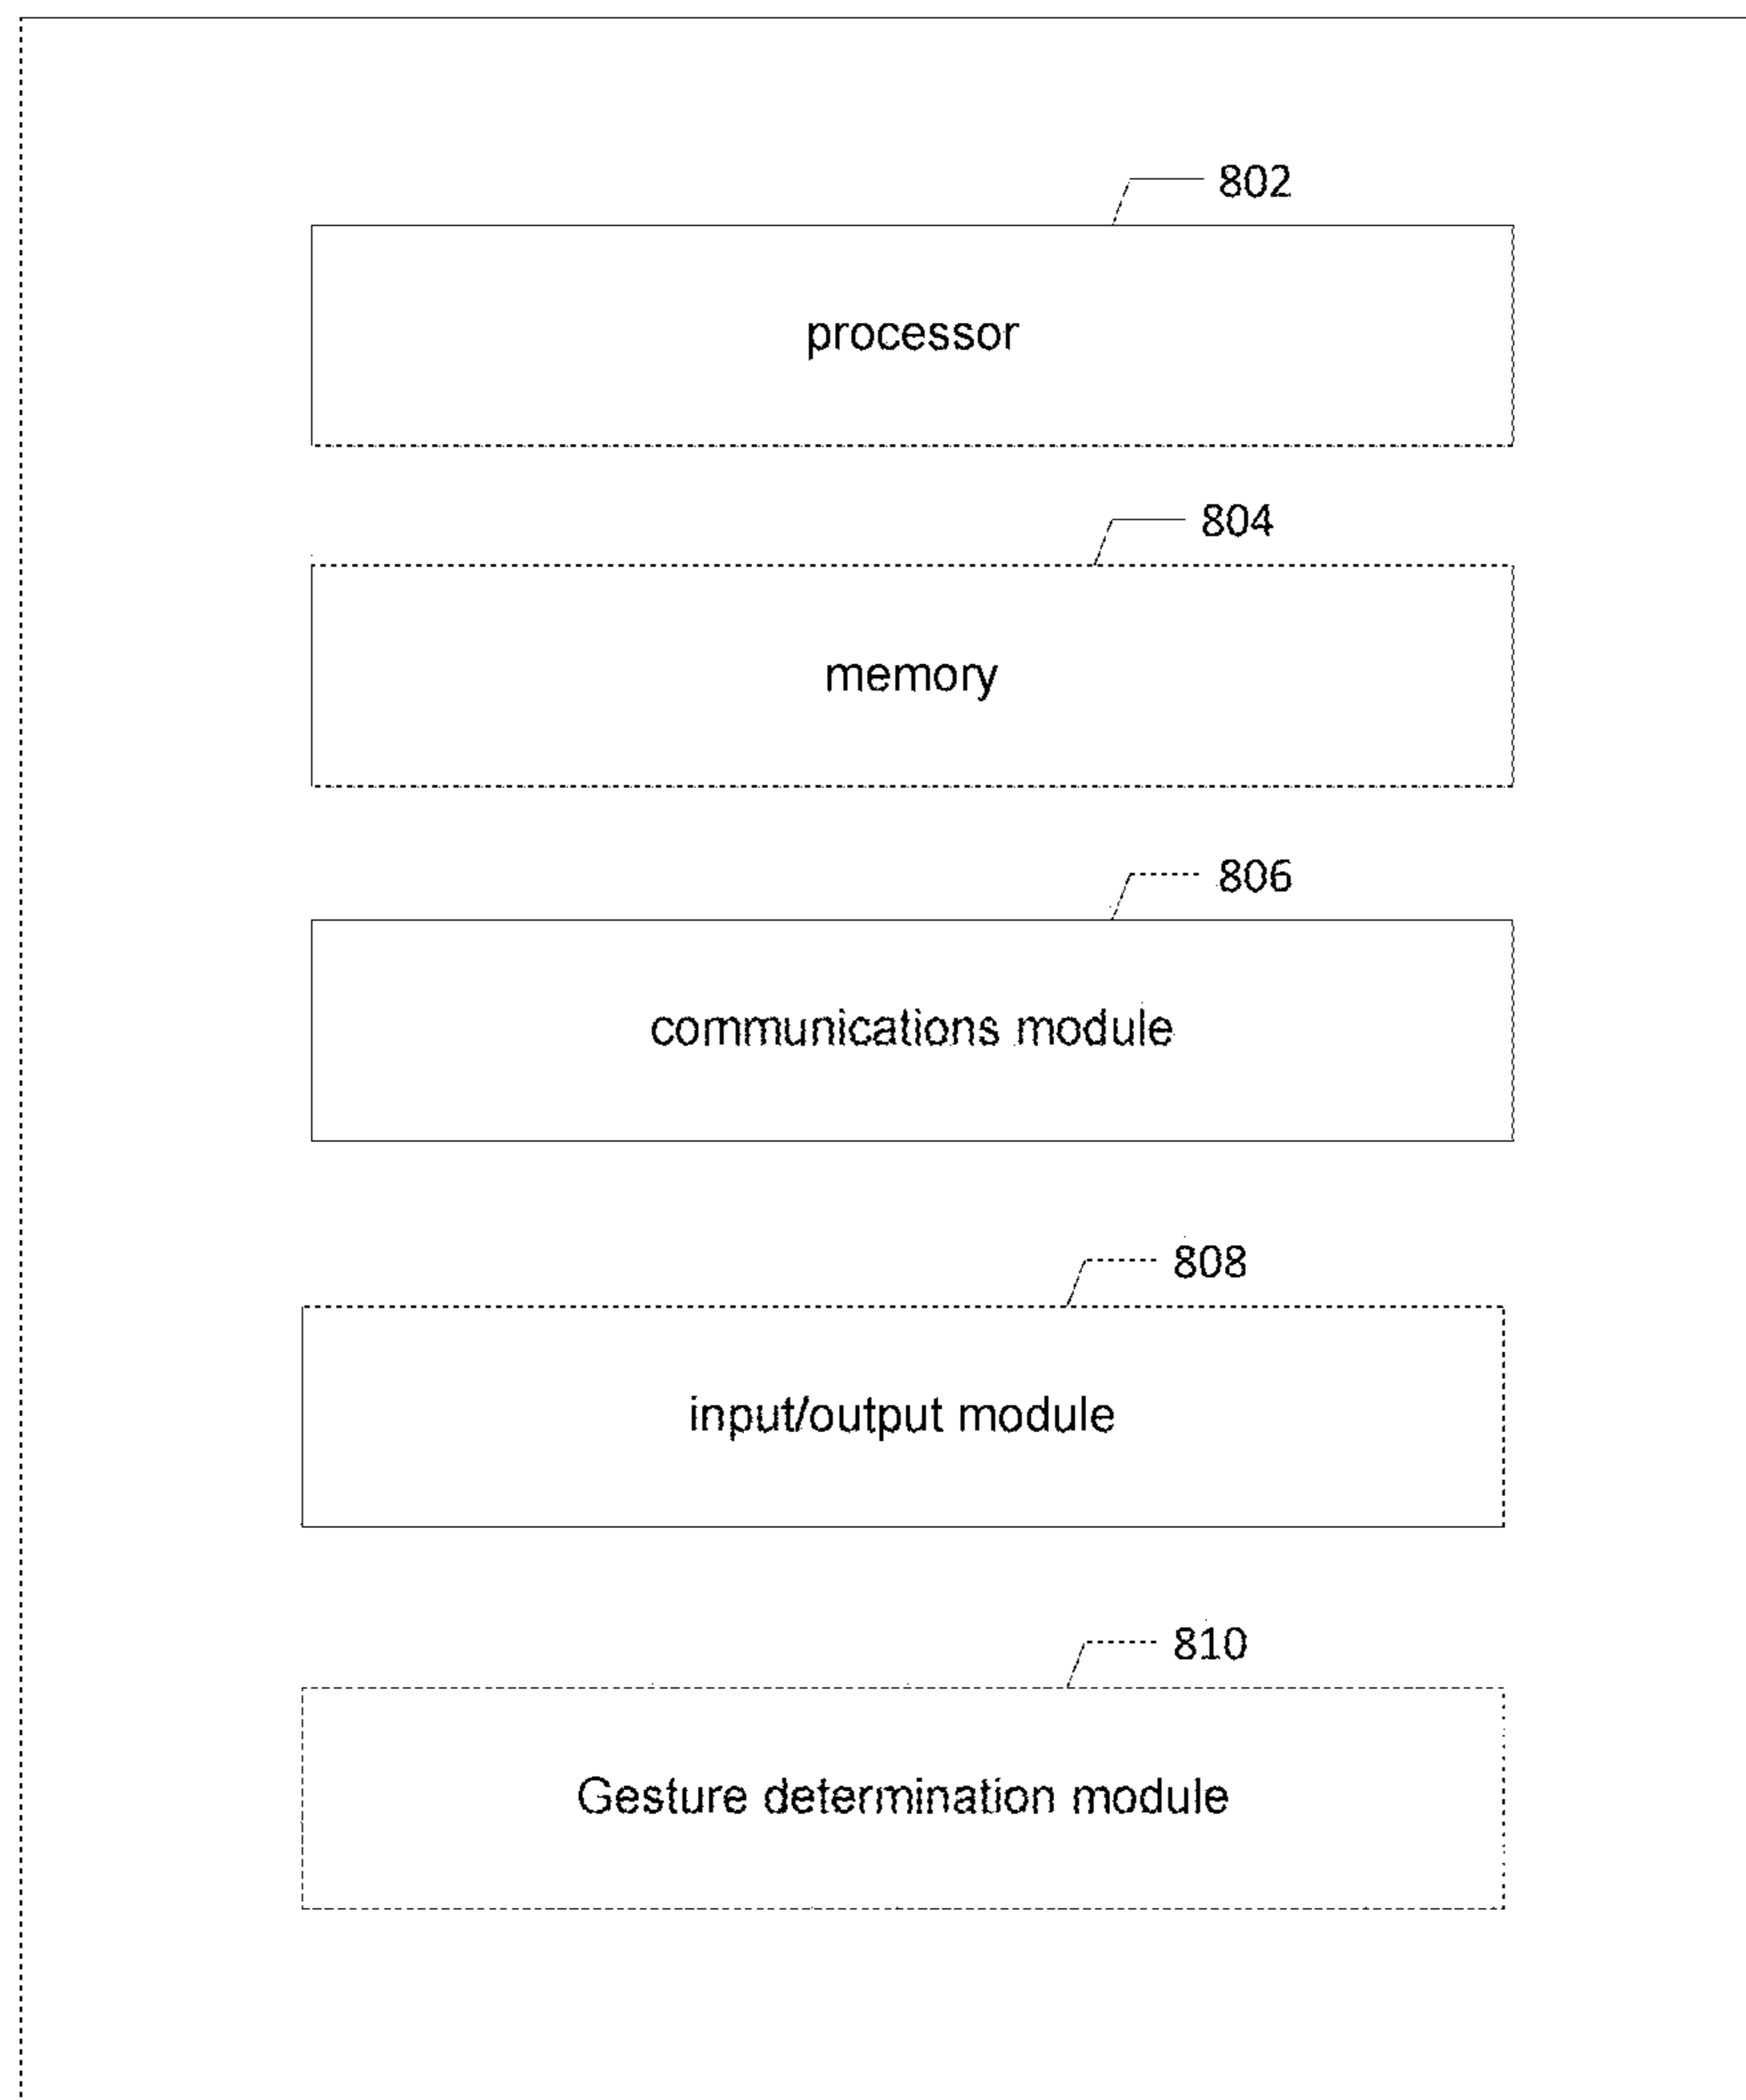 802
processor
804
memory
806
communications module
808
input/output module
810
Gesture determination module